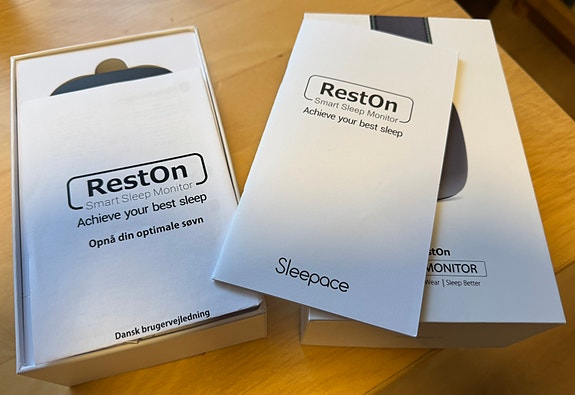 RestOn
Smart Sleep Monitor
Achieve your best sleep
Opnå din optimale søvn
Dansk brugervejledning
RestOn
Smart Sleep Monitor
Achieve your best sleep
Sleepace
estOn
MONITOR
Wear | Sleep Better